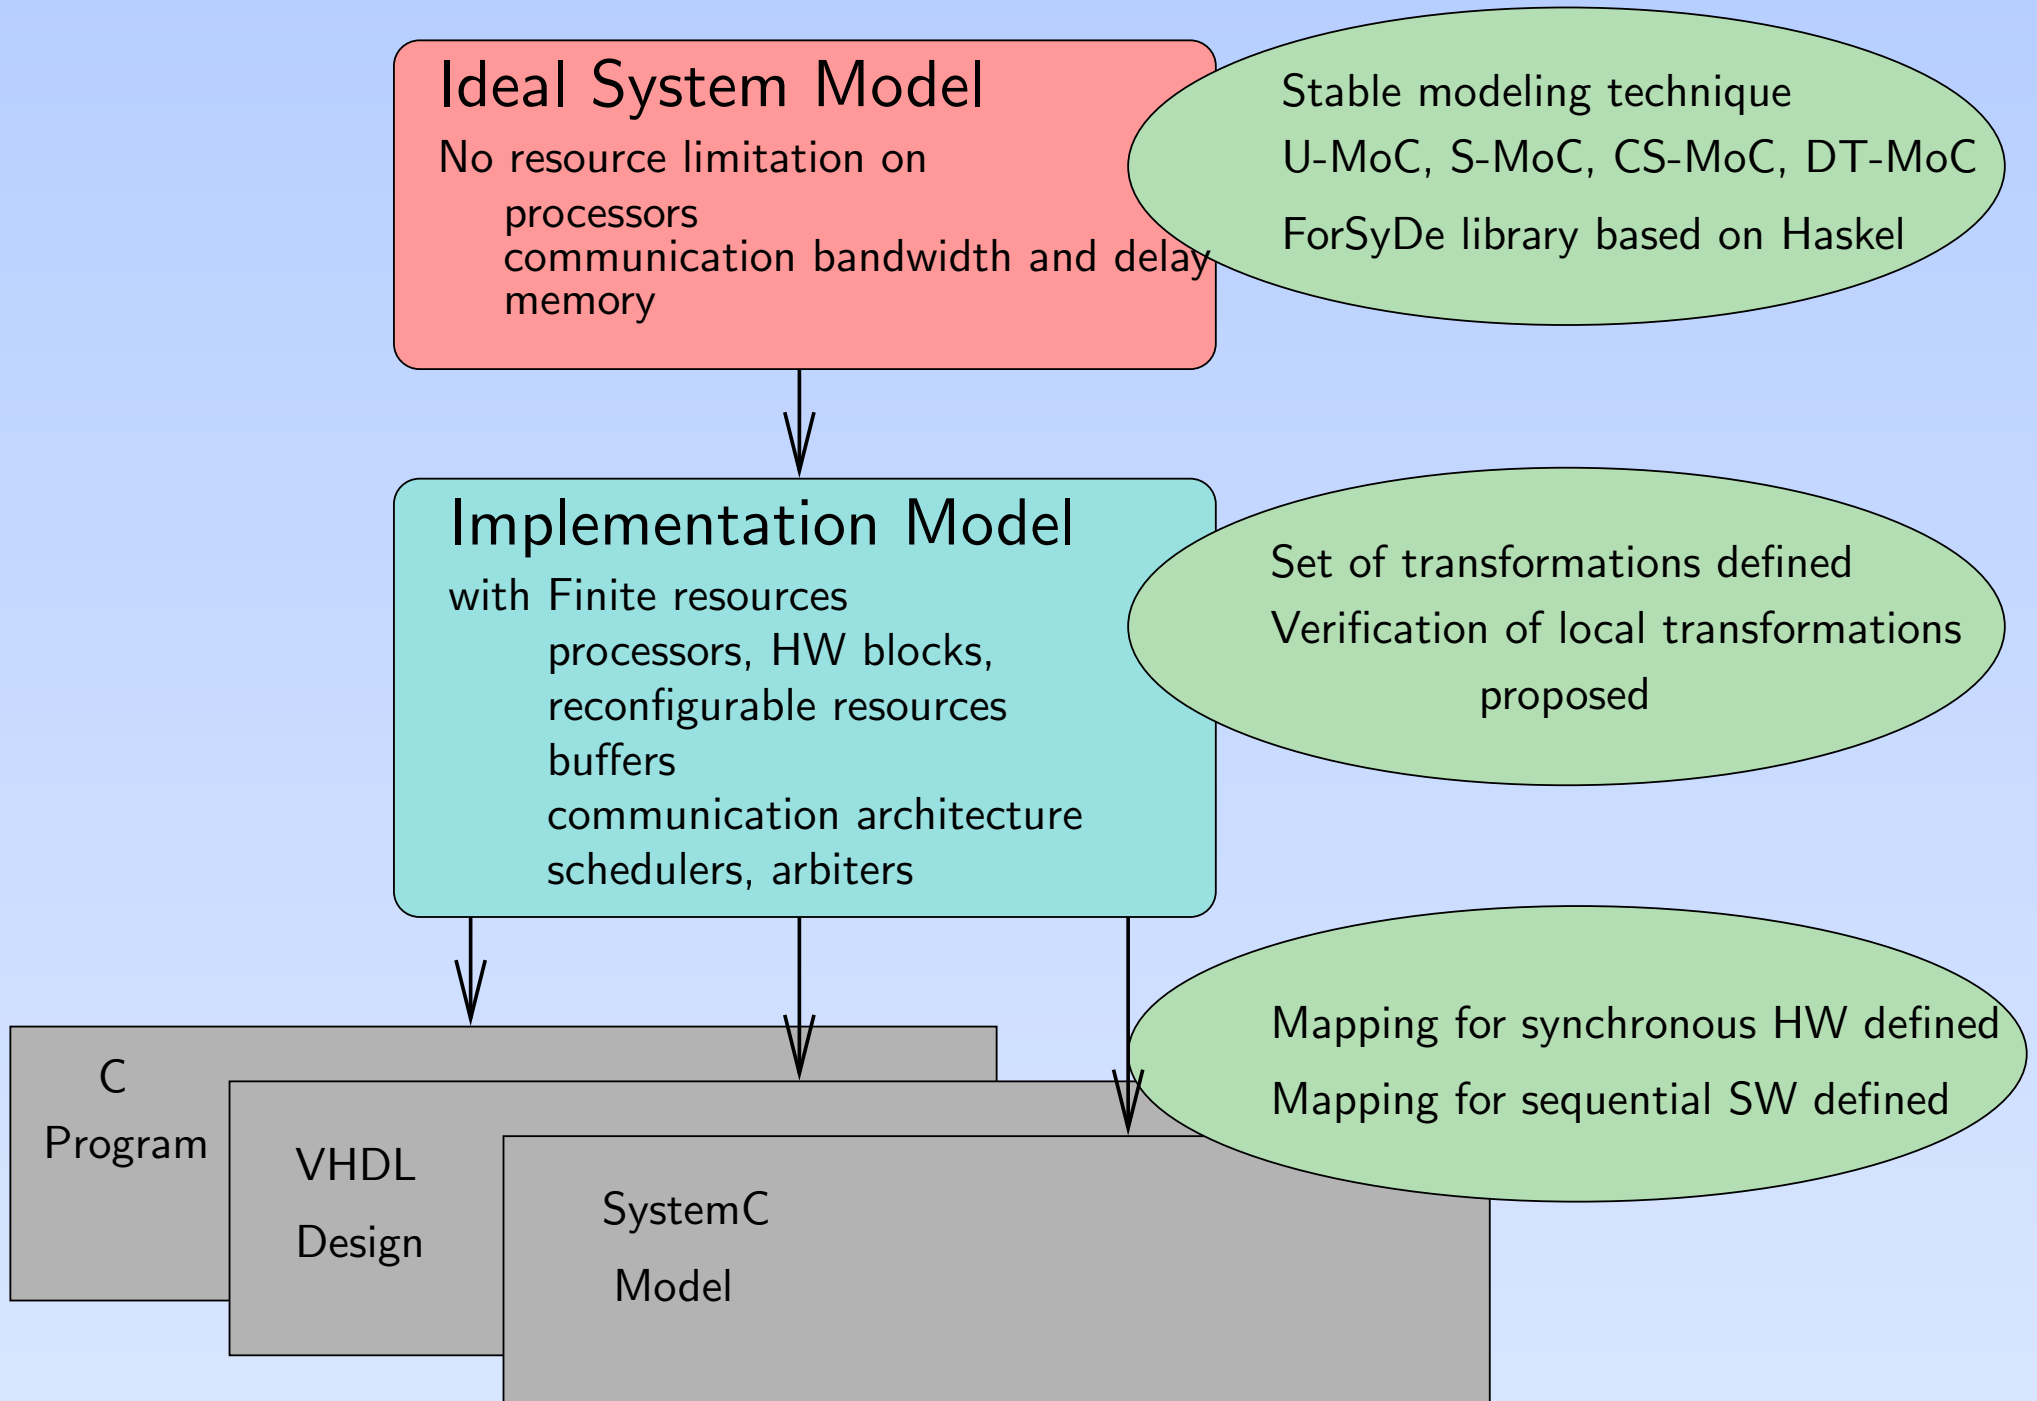 Ideal System Model
No resource limitation on
processors
communication bandwidth and delay
memory
Stable modeling technique
U-MoC, S-MoC, CS-MoC, DT-MoC
ForSyDe library based on Haskel
Implementation Model
with Finite resources
processors, HW blocks,
reconfigurable resources
buffers
communication architecture
schedulers, arbiters
Set of transformations defined
Verification of local transformations
proposed
Mapping for synchronous HW defined
Mapping for sequential SW defined
C
Program
VHDL
Design
SystemC
Model